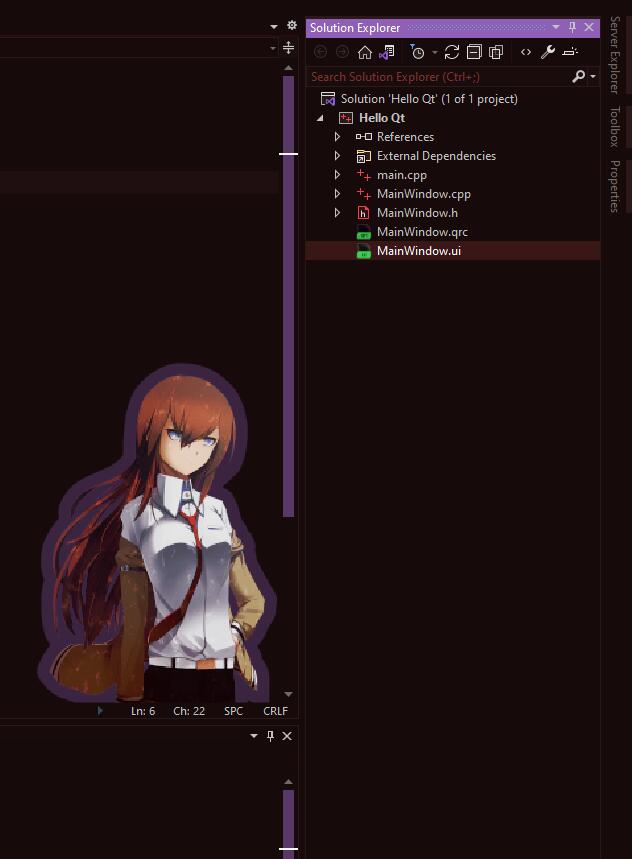 Solution Explorer
Search Solution Explorer (Ctrl+;)
Solution 'Hello Qt' (1 of 1 project)
Hello Qt
References
External Dependencies
main.cpp
MainWindow.cpp
MainWindow.h
MainWindow.qrc
MainWindow.ui
Server Explorer
Toolbox
Properties
Ln: 6 Ch: 22 SPC CRLF